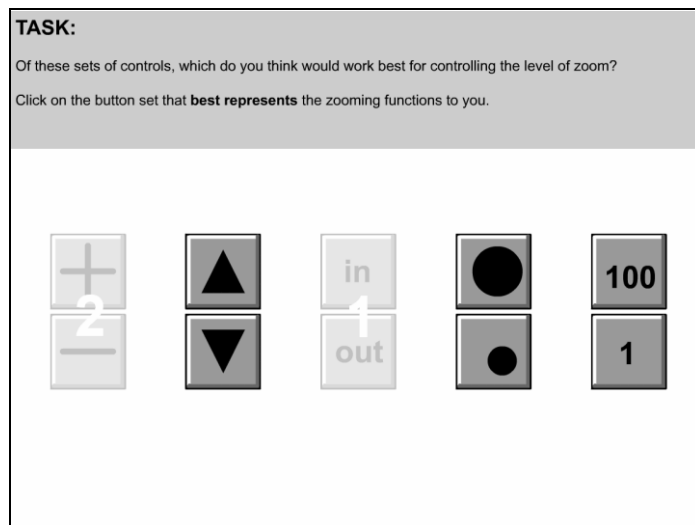 TASK:
Of these sets of controls, which do you think would work best for controlling the level of zoom?
Click on the button set that best represents the zooming functions to you.
+
in
100
2
1
−
out
1